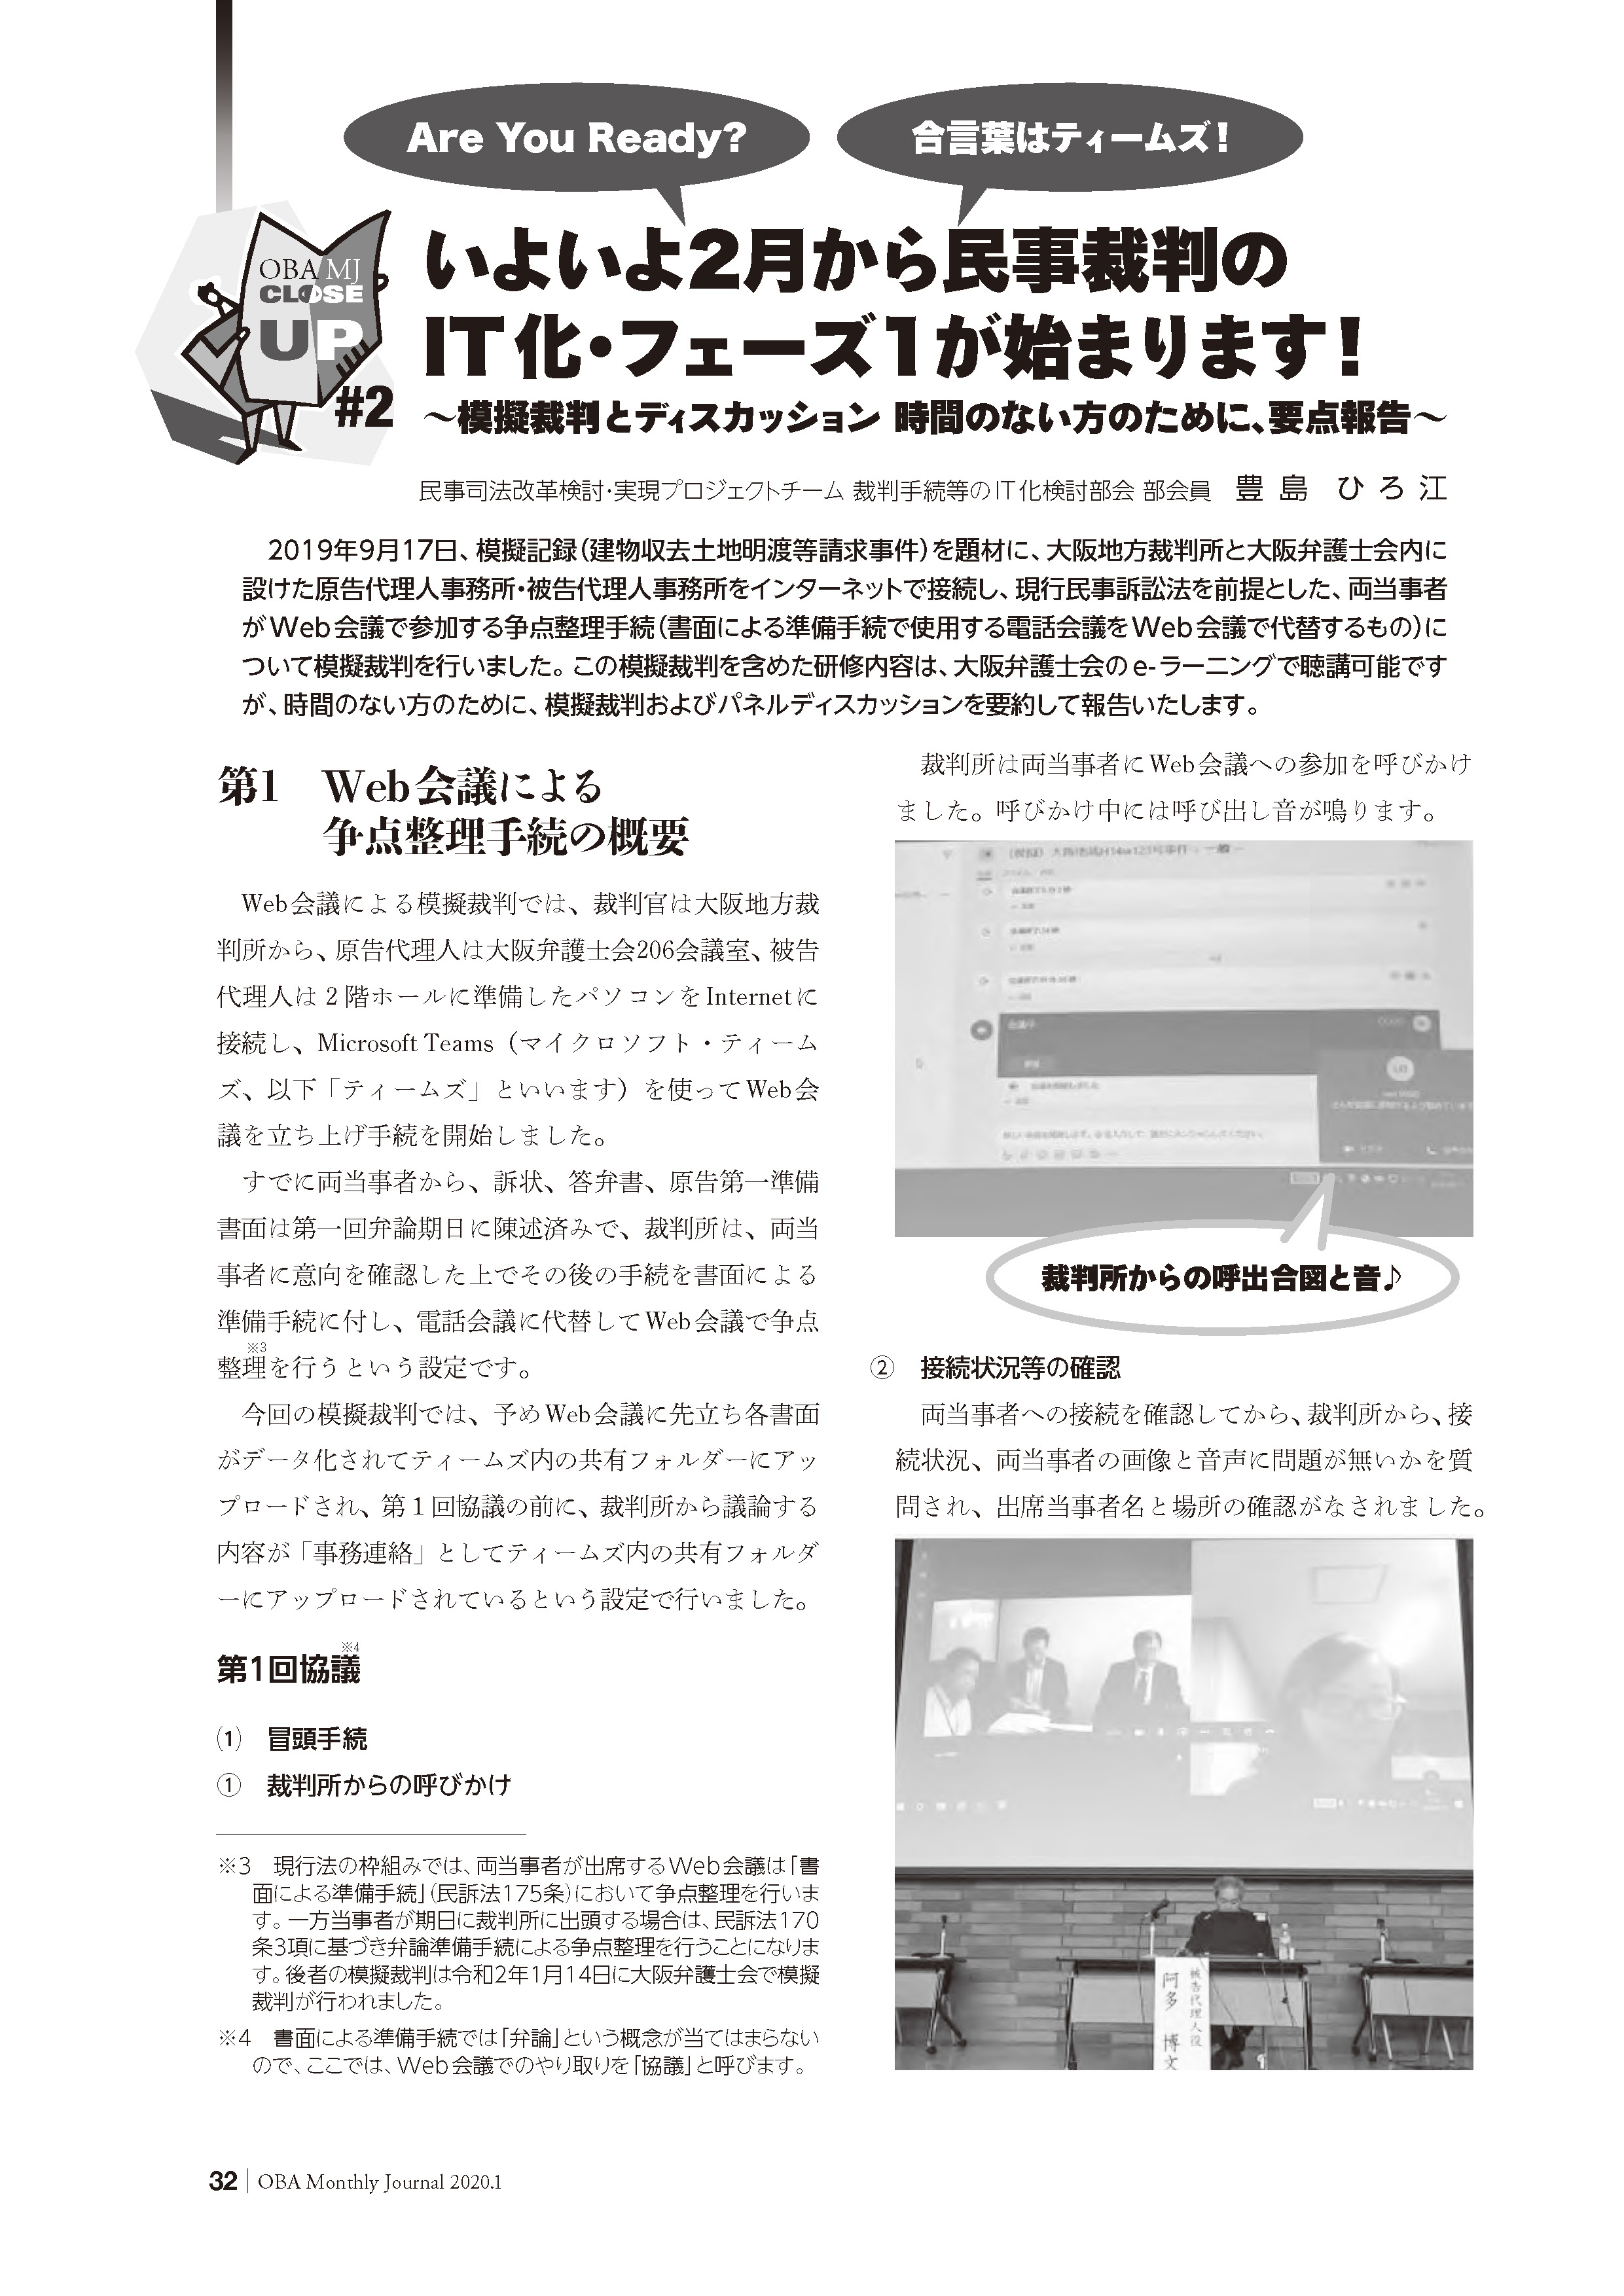 Are You Ready?
合言葉はティームズ！
OBA MJ
CLOSE
UP
#2
いよいよ2月から民事裁判の
IT化・フェーズ1が始まります！
～模擬裁判とディスカッション 時間のない方のために、要点報告～
民事司法改革検討・実現プロジェクトチーム 裁判手続等のIT化検討部会 部会員 豊島 ひろ江
2019年9月17日、模擬記録（建物収去土地明渡等請求事件）を題材に、大阪地方裁判所と大阪弁護士会内に
設けた原告代理人事務所・被告代理人事務所をインターネットで接続し、現行民事訴訟法を前提とした、両当事者
がWeb会議で参加する争点整理手続（書面による準備手続で使用する電話会議をWeb会議で代替するもの）に
ついて模擬裁判を行いました。この模擬裁判を含めた研修内容は、大阪弁護士会のe-ラーニングで聴講可能です
が、時間のない方のために、模擬裁判およびパネルディスカッションを要約して報告いたします。
第1 Web会議による
争点整理手続の概要
Web会議による模擬裁判では、裁判官は大阪地方裁
判所から、原告代理人は大阪弁護士会206会議室、被告
代理人は２階ホールに準備したパソコンをInternetに
接続し、Microsoft Teams（マイクロソフト・ティーム
ズ、以下「ティームズ」といいます）を使ってWeb会
議を立ち上げ手続を開始しました。
すでに両当事者から、訴状、答弁書、原告第一準備
書面は第一回弁論期日に陳述済みで、裁判所は、両当
事者に意向を確認した上でその後の手続を書面による
準備手続に付し、電話会議に代替してWeb会議で争点
※3
整理を行うという設定です。
今回の模擬裁判では、予めWeb会議に先立ち各書面
がデータ化されてティームズ内の共有フォルダーにアッ
プロードされ、第１回協議の前に、裁判所から議論する
内容が「事務連絡」としてティームズ内の共有フォルダ
ーにアップロードされているという設定で行いました。
※4
第1回協議
(1) 冒頭手続
① 裁判所からの呼びかけ
※3 現行法の枠組みでは、両当事者が出席するWeb会議は「書
面による準備手続」（民訴法175条）において争点整理を行いま
す。一方当事者が期日に裁判所に出頭する場合は、民訴法170
条3項に基づき弁論準備手続による争点整理を行うことになりま
す。後者の模擬裁判は令和2年1月14日に大阪弁護士会で模擬
裁判が行われました。
※4 書面による準備手続では「弁論」という概念が当てはまらない
ので、ここでは、Web会議でのやり取りを「協議」と呼びます。
裁判所は両当事者にWeb会議への参加を呼びかけ
ました。呼びかけ中には呼び出し音が鳴ります。
裁判所からの呼出合図と音♪
② 接続状況等の確認
両当事者への接続を確認してから、裁判所から、接
続状況、両当事者の画像と音声に問題が無いかを質
問され、出席当事者名と場所の確認がなされました。
被告代理人役
阿多 博文
32 OBA Monthly Journal 2020.1